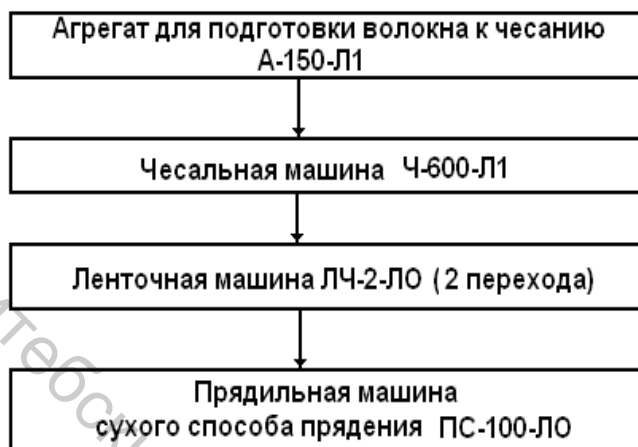 Агрегат для подготовки волокна к чесанию
А-150-Л1
Чесальная машина Ч-600-Л1
Ленточная машина ЛЧ-2-ЛО ( 2 перехода)
Прядильная машина
сухого способа прядения ПС-100-ЛО